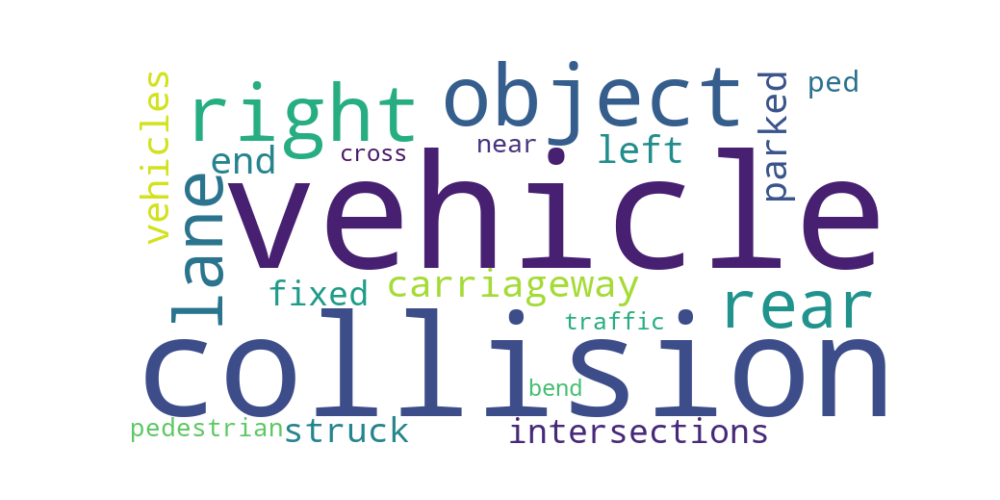 vehicles
right
object
parked
ped
end
cross
near
left
lane
vehicle
fixed
carriageway
rear
traffic
collision
bend
pedestrian
struck
intersections